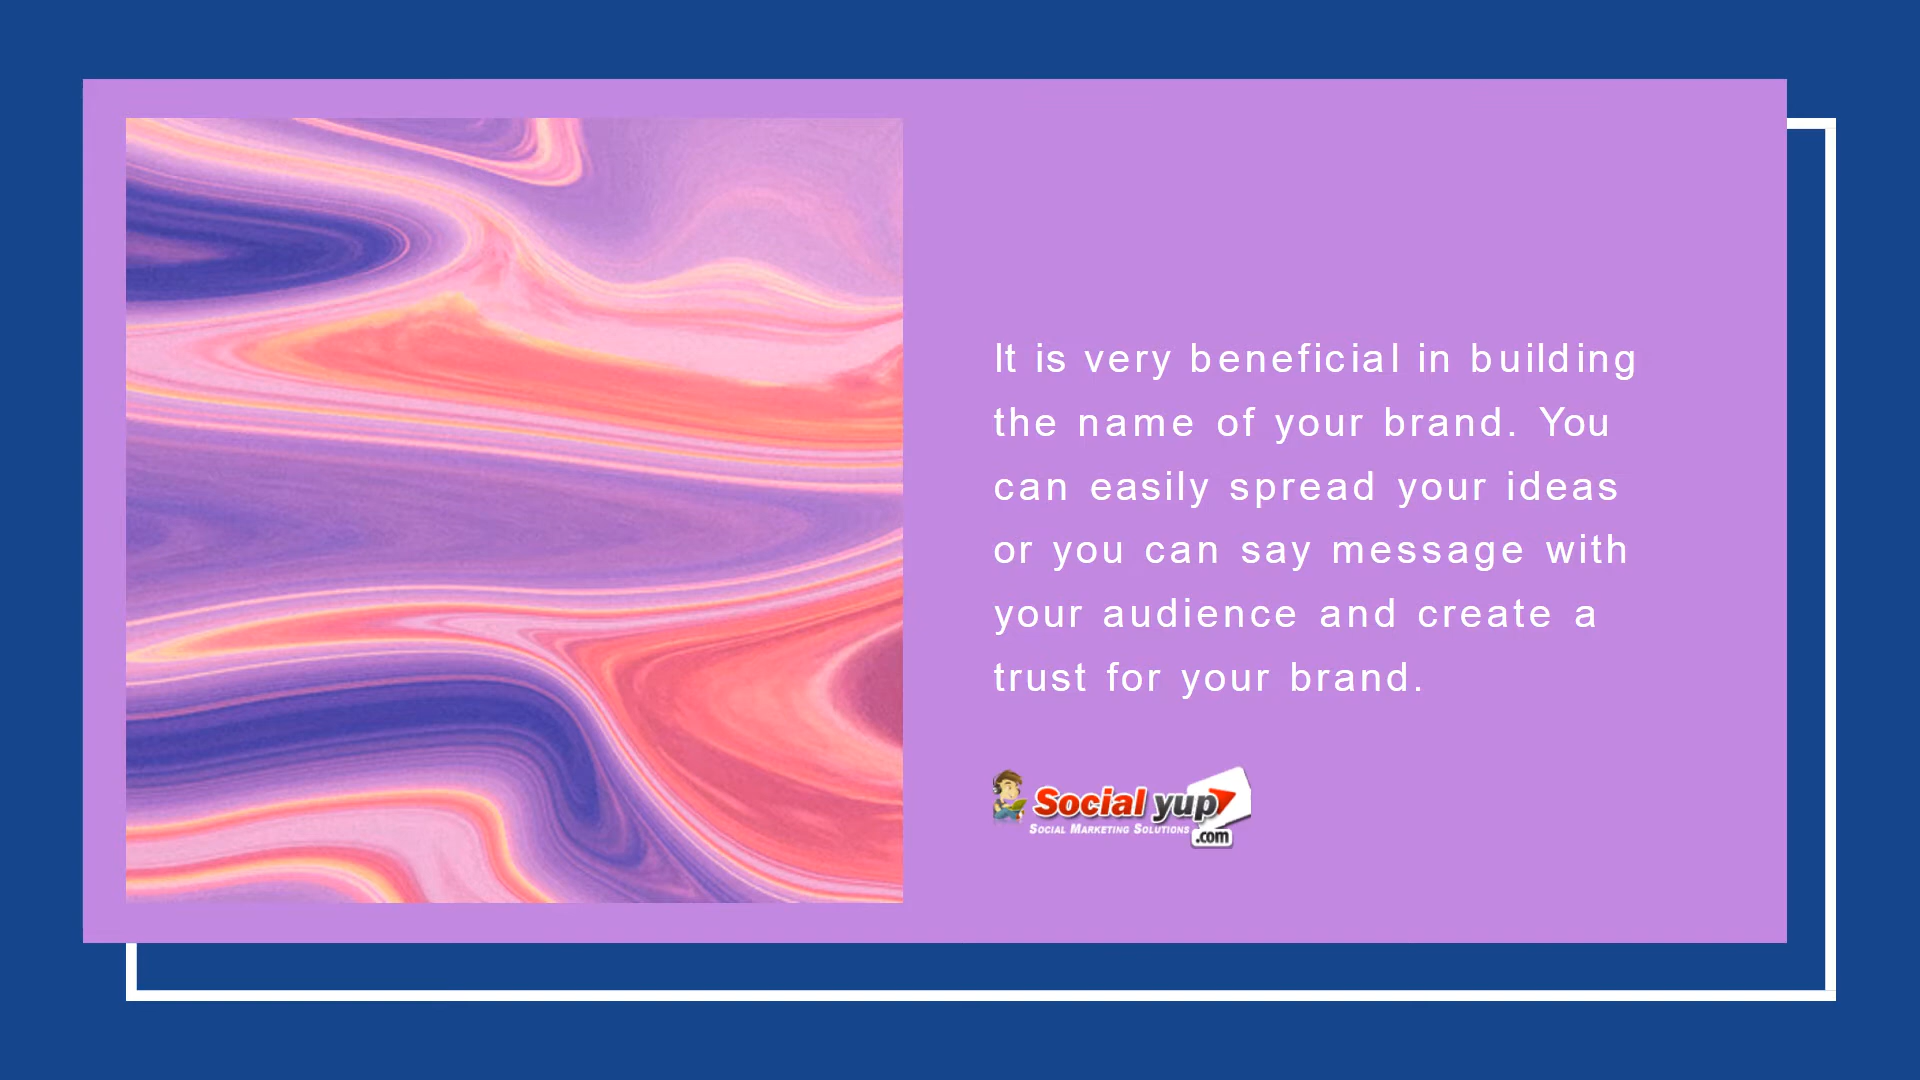 It is very beneficial in building
the name of your brand. You
can easily spread your ideas
or you can say message with
your audience and create a
trust for your brand.
Social yup
Social Marketing Solutions
.com